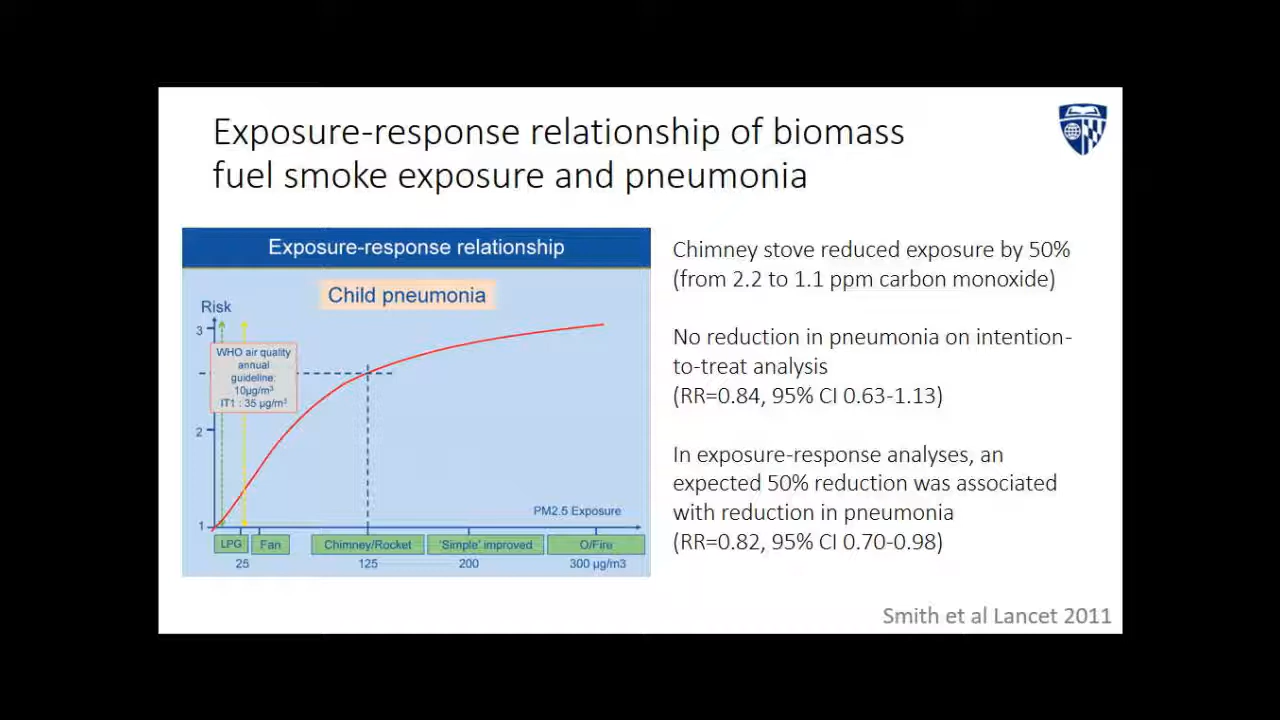 Exposure-response relationship of biomass
fuel smoke exposure and pneumonia
Exposure-response relationship
Child pneumonia
Risk
3
WHO air quality
annual
guideline:
10µg/m³
IT1 : 35 µg/m³
2
1
PM2.5 Exposure
LPG
Fan
Chimney/Rocket
'Simple' improved
O/Fire
25
125
200
300 µg/m3
Chimney stove reduced exposure by 50%
(from 2.2 to 1.1 ppm carbon monoxide)
No reduction in pneumonia on intention-
to-treat analysis
(RR=0.84, 95% CI 0.63-1.13)
In exposure-response analyses, an
expected 50% reduction was associated
with reduction in pneumonia
(RR=0.82, 95% CI 0.70-0.98)
Smith et al Lancet 2011